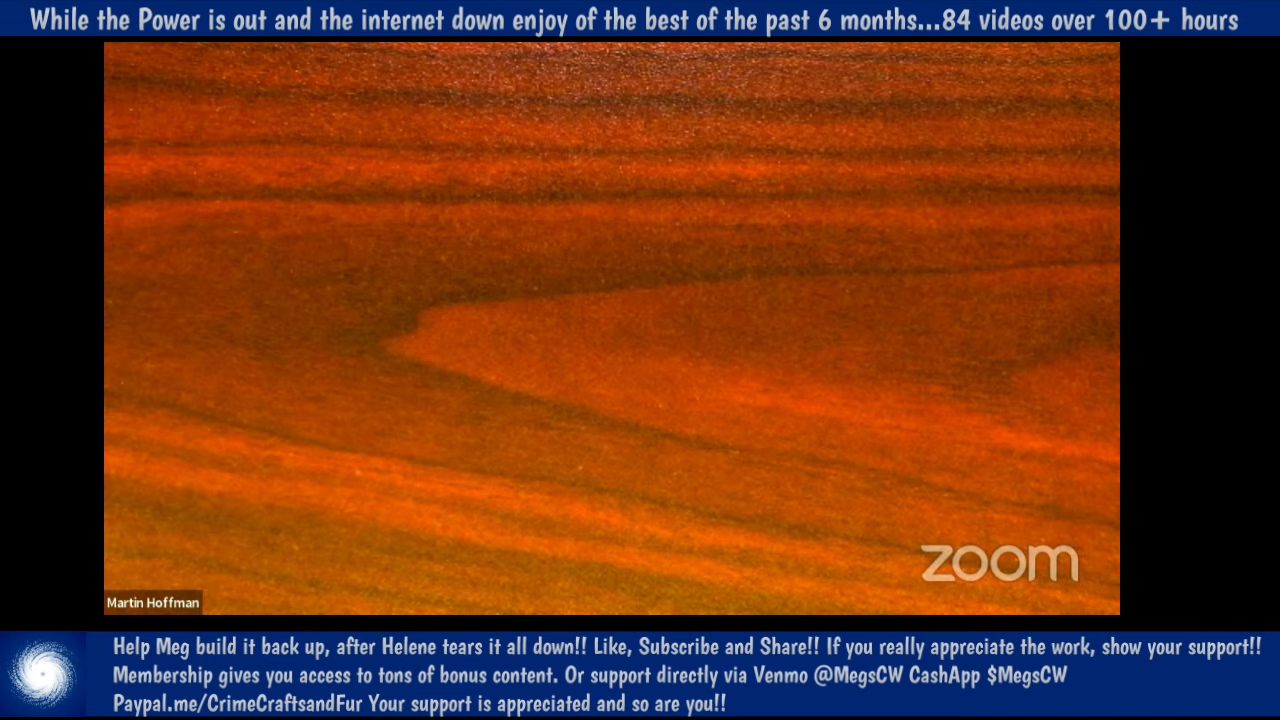 While the Power is out and the internet down enjoy of the best of the past 6 months...84 videos over 100+ hours
zoom
Martin Hoffman
Help Meg build it back up, after Helene tears it all down!! Like, Subscribe and Share!! If you really appreciate the work, show your support!!
Membership gives you access to tons of bonus content. Or support directly via Venmo @MegsCW CashApp $MegsCW
Paypal.me/CrimeCraftsandFur Your support is appreciated and so are you!!